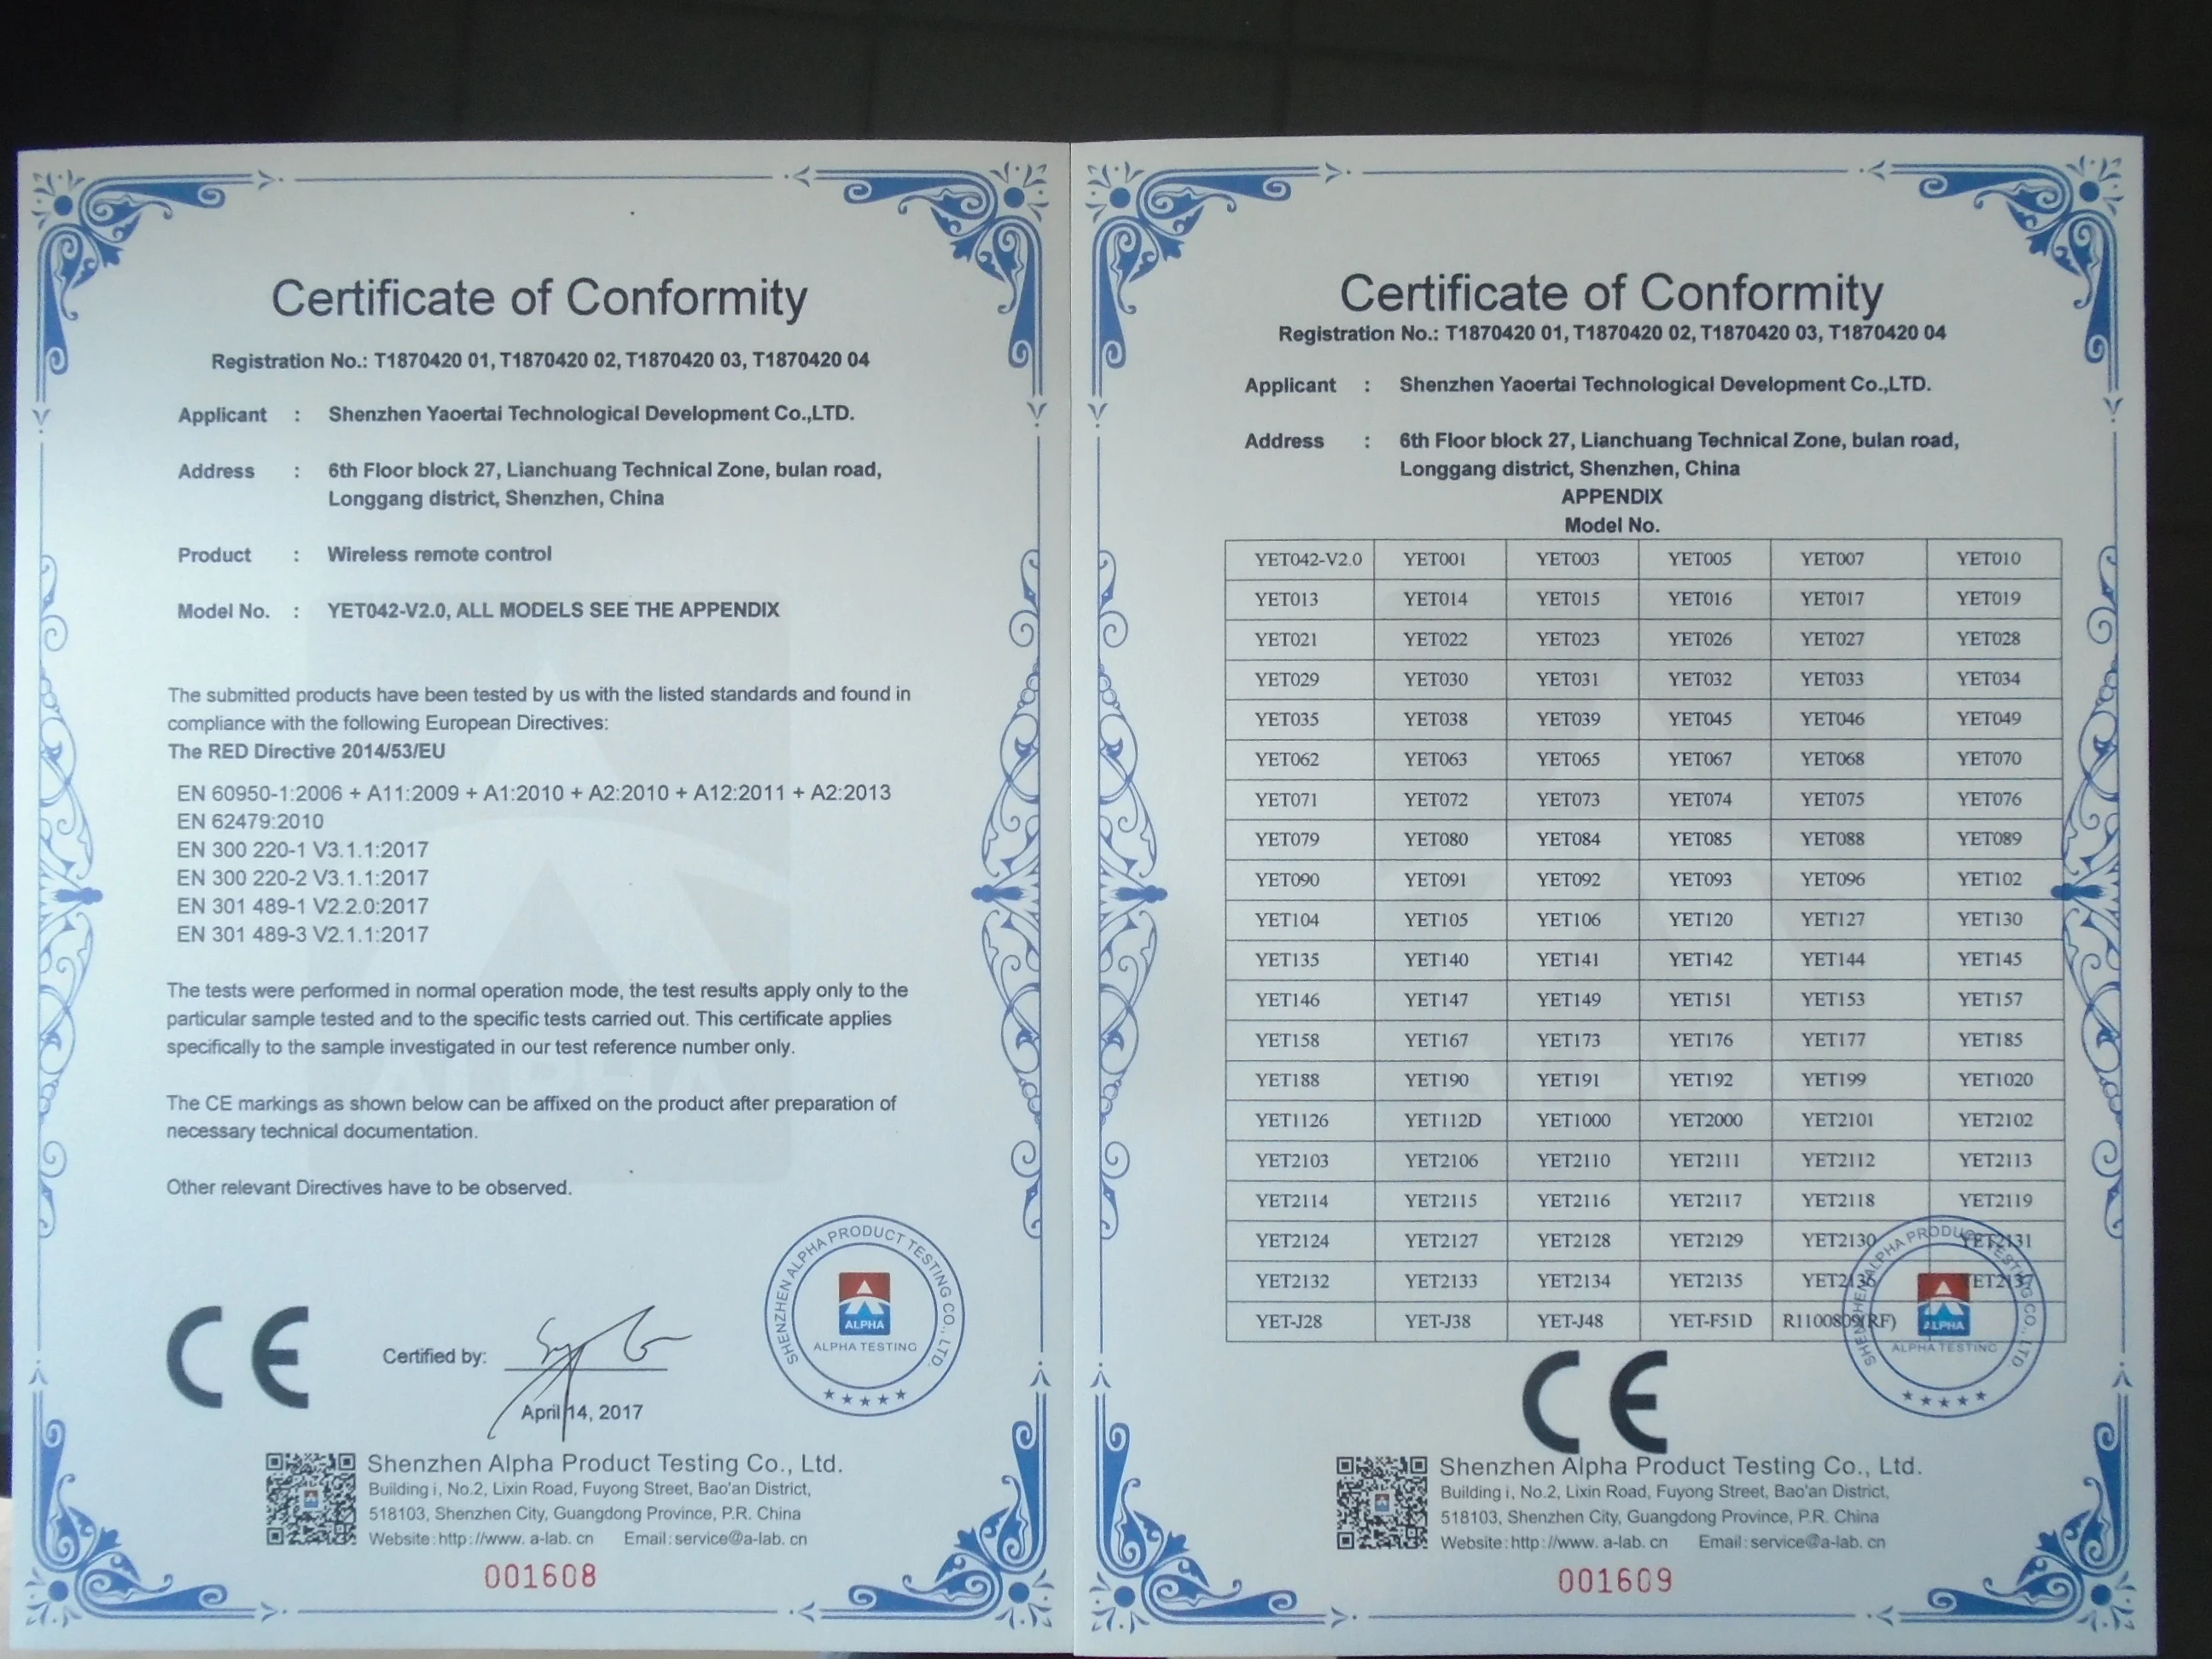 Certificate of Conformity
Registration No.: T1870420 01, T1870420 02, T1870420 03, T1870420 04
Applicant : Shenzhen Yaoertai Technological Development Co.,LTD.
Address : 6th Floor block 27, Lianchuang Technical Zone, bulan road,
Longgang district, Shenzhen, China
Product : Wireless remote control
Model No. : YET042-V2.0, ALL MODELS SEE THE APPENDIX
The submitted products have been tested by us with the listed standards and found in
compliance with the following European Directives:
The RED Directive 2014/53/EU
EN 60950-1:2006 + A11:2009 + A1:2010 + A2:2010 + A12:2011 + A2:2013
EN 62479:2010
EN 300 220-1 V3.1.1:2017
EN 300 220-2 V3.1.1:2017
EN 301 489-1 V2.2.0:2017
EN 301 489-3 V2.1.1:2017
The tests were performed in normal operation mode, the test results apply only to the
particular sample tested and to the specific tests carried out. This certificate applies
specifically to the sample investigated in our test reference number only.
The CE markings as shown below can be affixed on the product after preparation of
necessary technical documentation.
Other relevant Directives have to be observed.
ALPHA
CE
Certified by:
April 14, 2017
SHENZHEN ALPHA PRODUCT TESTING CO., LTD.
ALPHA
ALPHA TESTING
Shenzhen Alpha Product Testing Co., Ltd.
Building i, No.2, Lixin Road, Fuyong Street, Bao'an District,
518103, Shenzhen City, Guangdong Province, P.R. China
Website:http://www. a-lab. cn Email:service@a-lab. cn
001608
Certificate of Conformity
Registration No.: T1870420 01, T1870420 02, T1870420 03, T1870420 04
Applicant : Shenzhen Yaoertai Technological Development Co.,LTD.
Address : 6th Floor block 27, Lianchuang Technical Zone, bulan road,
Longgang district, Shenzhen, China
APPENDIX
Model No.
YET042-V2.0 YET001 YET003 YET005 YET007 YET010
YET013 YET014 YET015 YET016 YET017 YET019
YET021 YET022 YET023 YET026 YET027 YET028
YET029 YET030 YET031 YET032 YET033 YET034
YET035 YET038 YET039 YET045 YET046 YET049
YET062 YET063 YET065 YET067 YET068 YET070
YET071 YET072 YET073 YET074 YET075 YET076
YET079 YET080 YET084 YET085 YET088 YET089
YET090 YET091 YET092 YET093 YET096 YET102
YET104 YET105 YET106 YET120 YET127 YET130
YET135 YET140 YET141 YET142 YET144 YET145
YET146 YET147 YET149 YET151 YET153 YET157
YET158 YET167 YET173 YET176 YET177 YET185
YET188 YET190 YET191 YET192 YET199 YET1020
YET1126 YET112D YET1000 YET2000 YET2101 YET2102
YET2103 YET2106 YET2110 YET2111 YET2112 YET2113
YET2114 YET2115 YET2116 YET2117 YET2118 YET2119
YET2124 YET2127 YET2128 YET2129 YET2130 YET2131
YET2132 YET2133 YET2134 YET2135 YET2136 YET2137
YET-J28 YET-J38 YET-J48 YET-F51D R1100809(RF)
SHENZHEN ALPHA PRODUCT TESTING CO., LTD.
ALPHA
ALPHA TESTING
CE
Shenzhen Alpha Product Testing Co., Ltd.
Building i, No.2, Lixin Road, Fuyong Street, Bao'an District,
518103, Shenzhen City, Guangdong Province, P.R. China
Website:http://www. a-lab. cn Email:service@a-lab. cn
001609